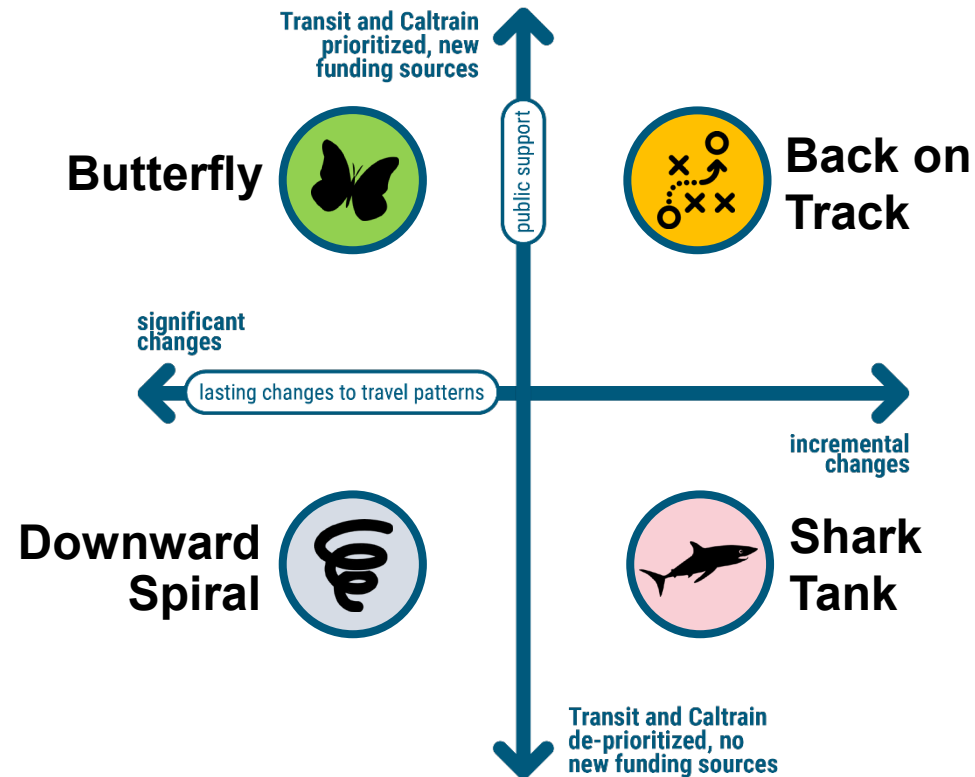 Transit and Caltrain
prioritized, new
funding sources
public support
Butterfly
Back on
Track
significant
changes
lasting changes to travel patterns
incremental
changes
Downward
Spiral
Shark
Tank
Transit and Caltrain
de-prioritized, no
new funding sources